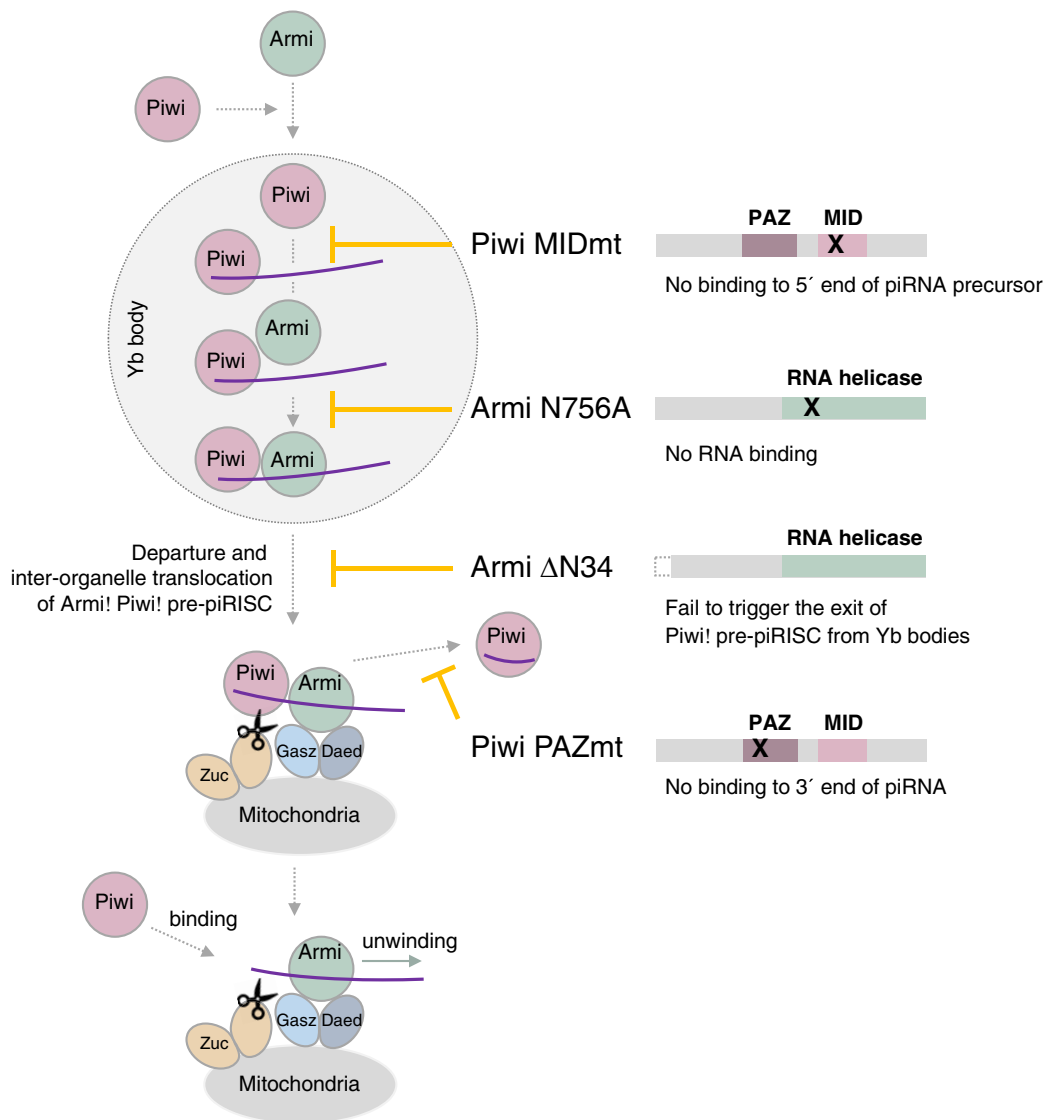 Armi
Piwi
Piwi
Piwi
Armi
Piwi
Piwi
Armi
Yb body
Piwi MIDmt
PAZ MID
X
No binding to 5´ end of piRNA precursor
Armi N756A
RNA helicase
X
No RNA binding
Departure and
inter-organelle translocation
of Armi! Piwi! pre-piRISC
Armi ΔN34
RNA helicase
Fail to trigger the exit of
Piwi! pre-piRISC from Yb bodies
Piwi
Piwi
Armi
Gasz
Daed
Zuc
Mitochondria
Piwi PAZmt
PAZ MID
X
No binding to 3´ end of piRNA
Piwi
binding
Armi
unwinding
Gasz
Daed
Zuc
Mitochondria